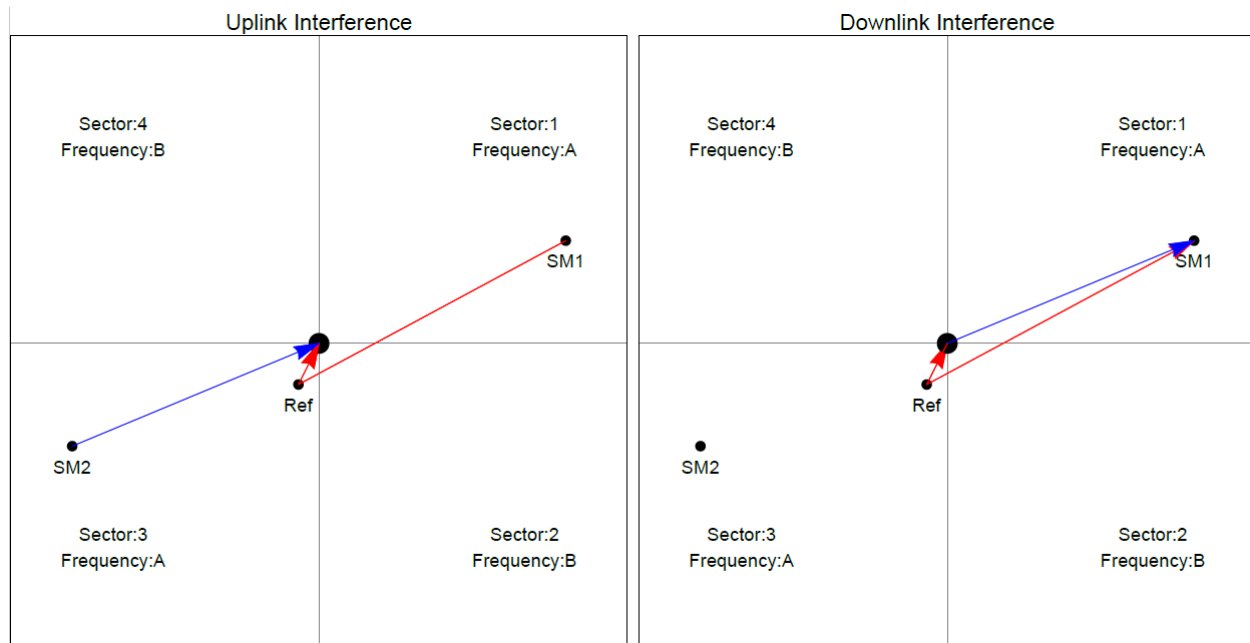 Uplink Interference
Sector:4
Frequency:B
Sector:1
Frequency:A
SM1
Ref
SM2
Sector:3
Frequency:A
Sector:2
Frequency:B
Downlink Interference
Sector:4
Frequency:B
Sector:1
Frequency:A
SM1
Ref
SM2
Sector:3
Frequency:A
Sector:2
Frequency:B